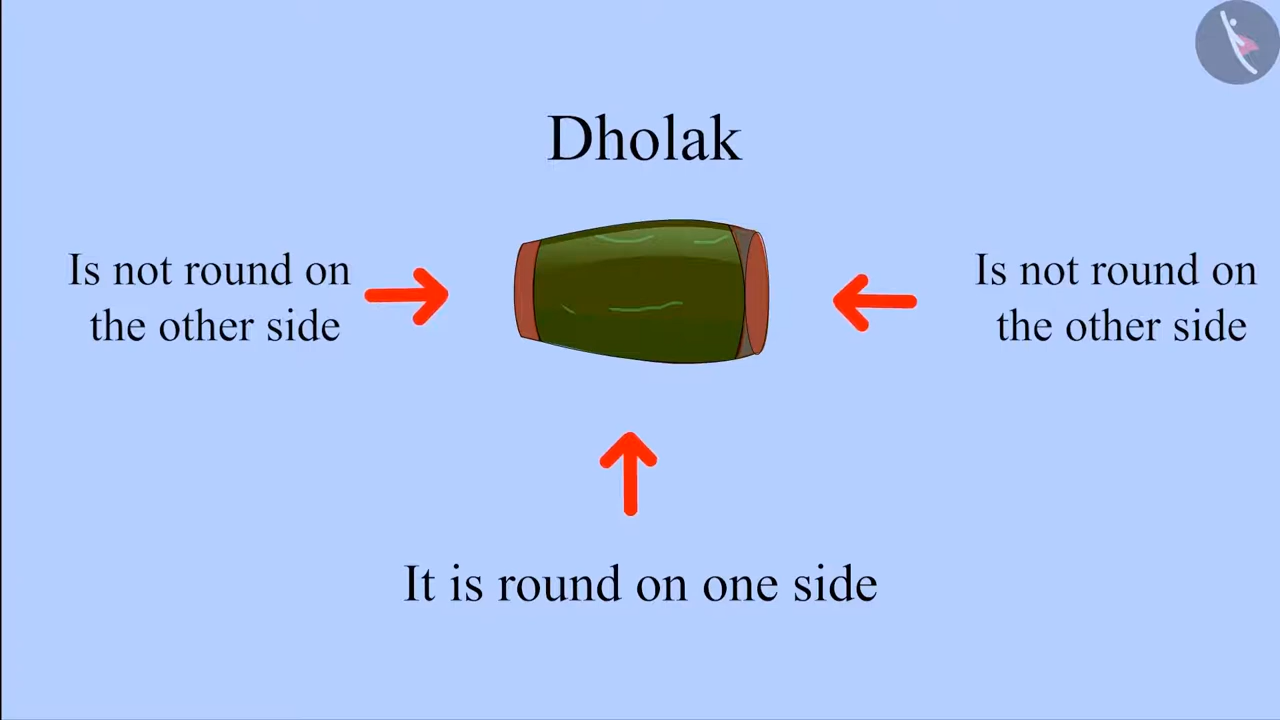 Dholak
Is not round on
the other side
Is not round on
the other side
It is round on one side